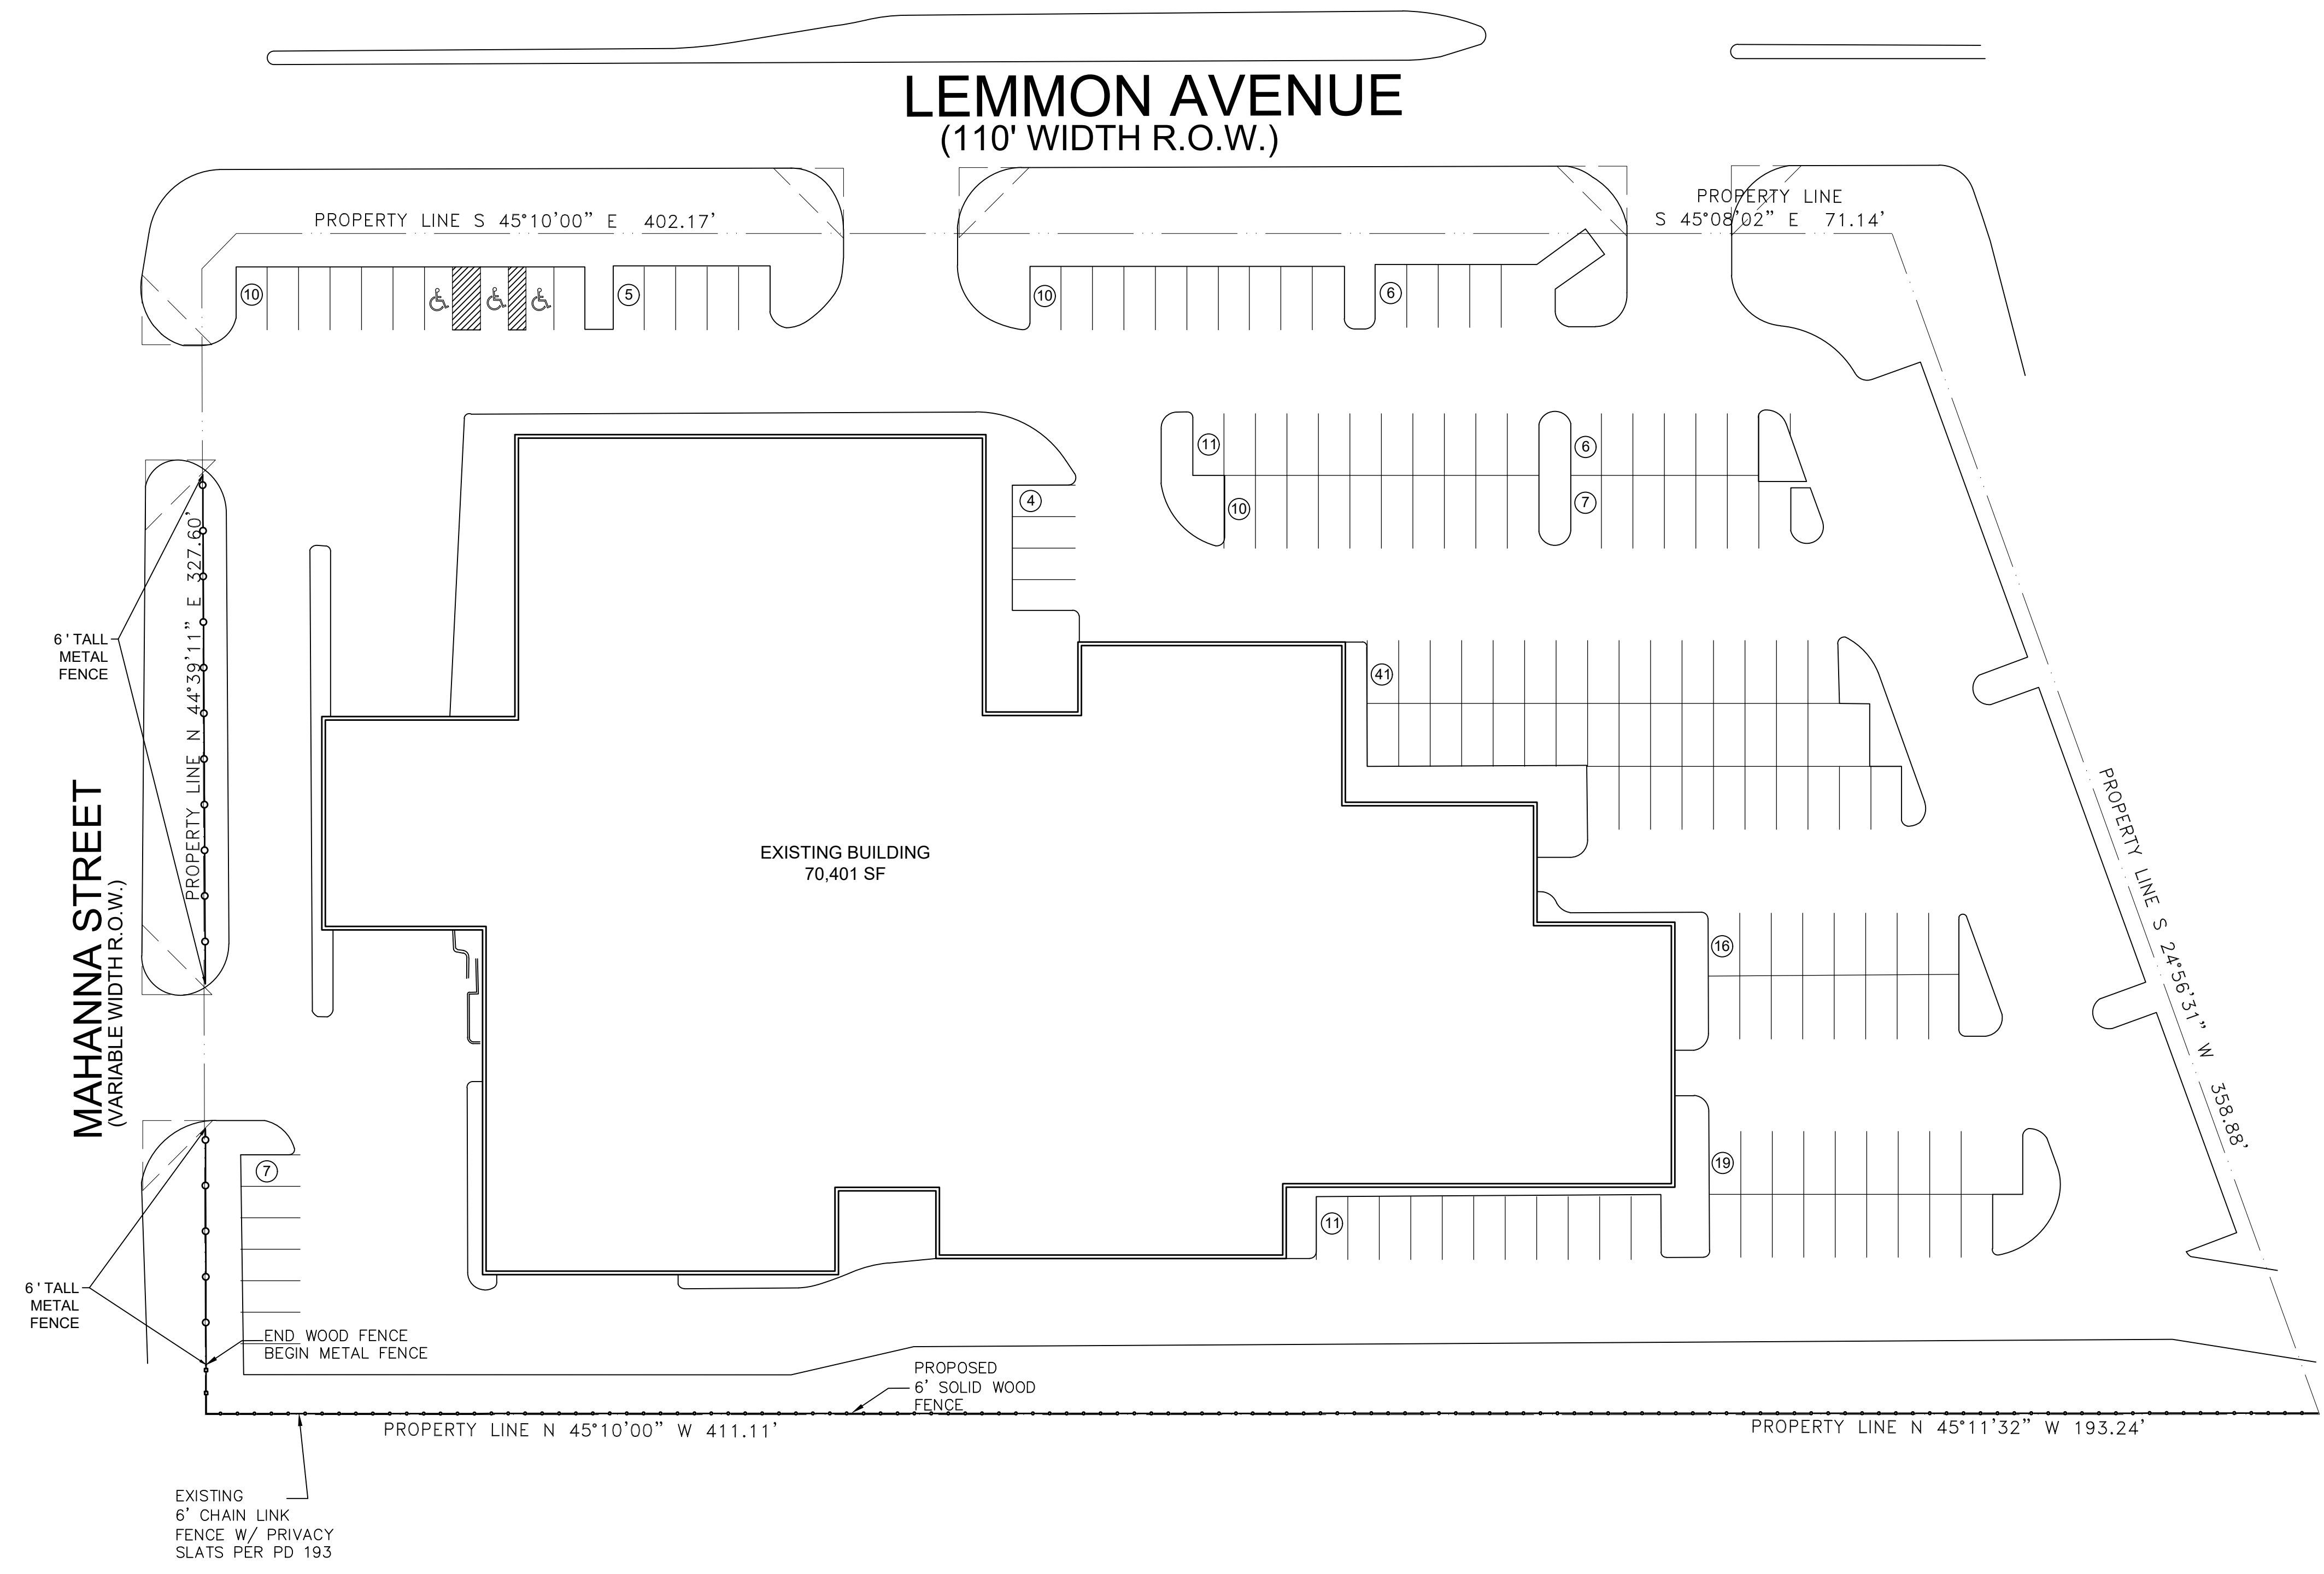 LEMMON AVENUE
(110' WIDTH R.O.W.)
PROPERTY LINE S 45°10'00" E 402.17'
PROPERTY LINE
S 45°08'02" E 71.14'
10
5
10
6
11
6
4
10
7
6' TALL
METAL
FENCE
PROPERTY LINE N 44°39'11" E 327.60'
41
MAHANNA STREET
(VARIABLE WIDTH R.O.W.)
EXISTING BUILDING
70,401 SF
PROPERTY LINE S 24°56'31" W 358.88'
16
7
19
11
6' TALL
METAL
FENCE
END WOOD FENCE
BEGIN METAL FENCE
PROPOSED
6' SOLID WOOD
FENCE
PROPERTY LINE N 45°10'00" W 411.11'
PROPERTY LINE N 45°11'32" W 193.24'
EXISTING
6' CHAIN LINK
FENCE W/ PRIVACY
SLATS PER PD 193